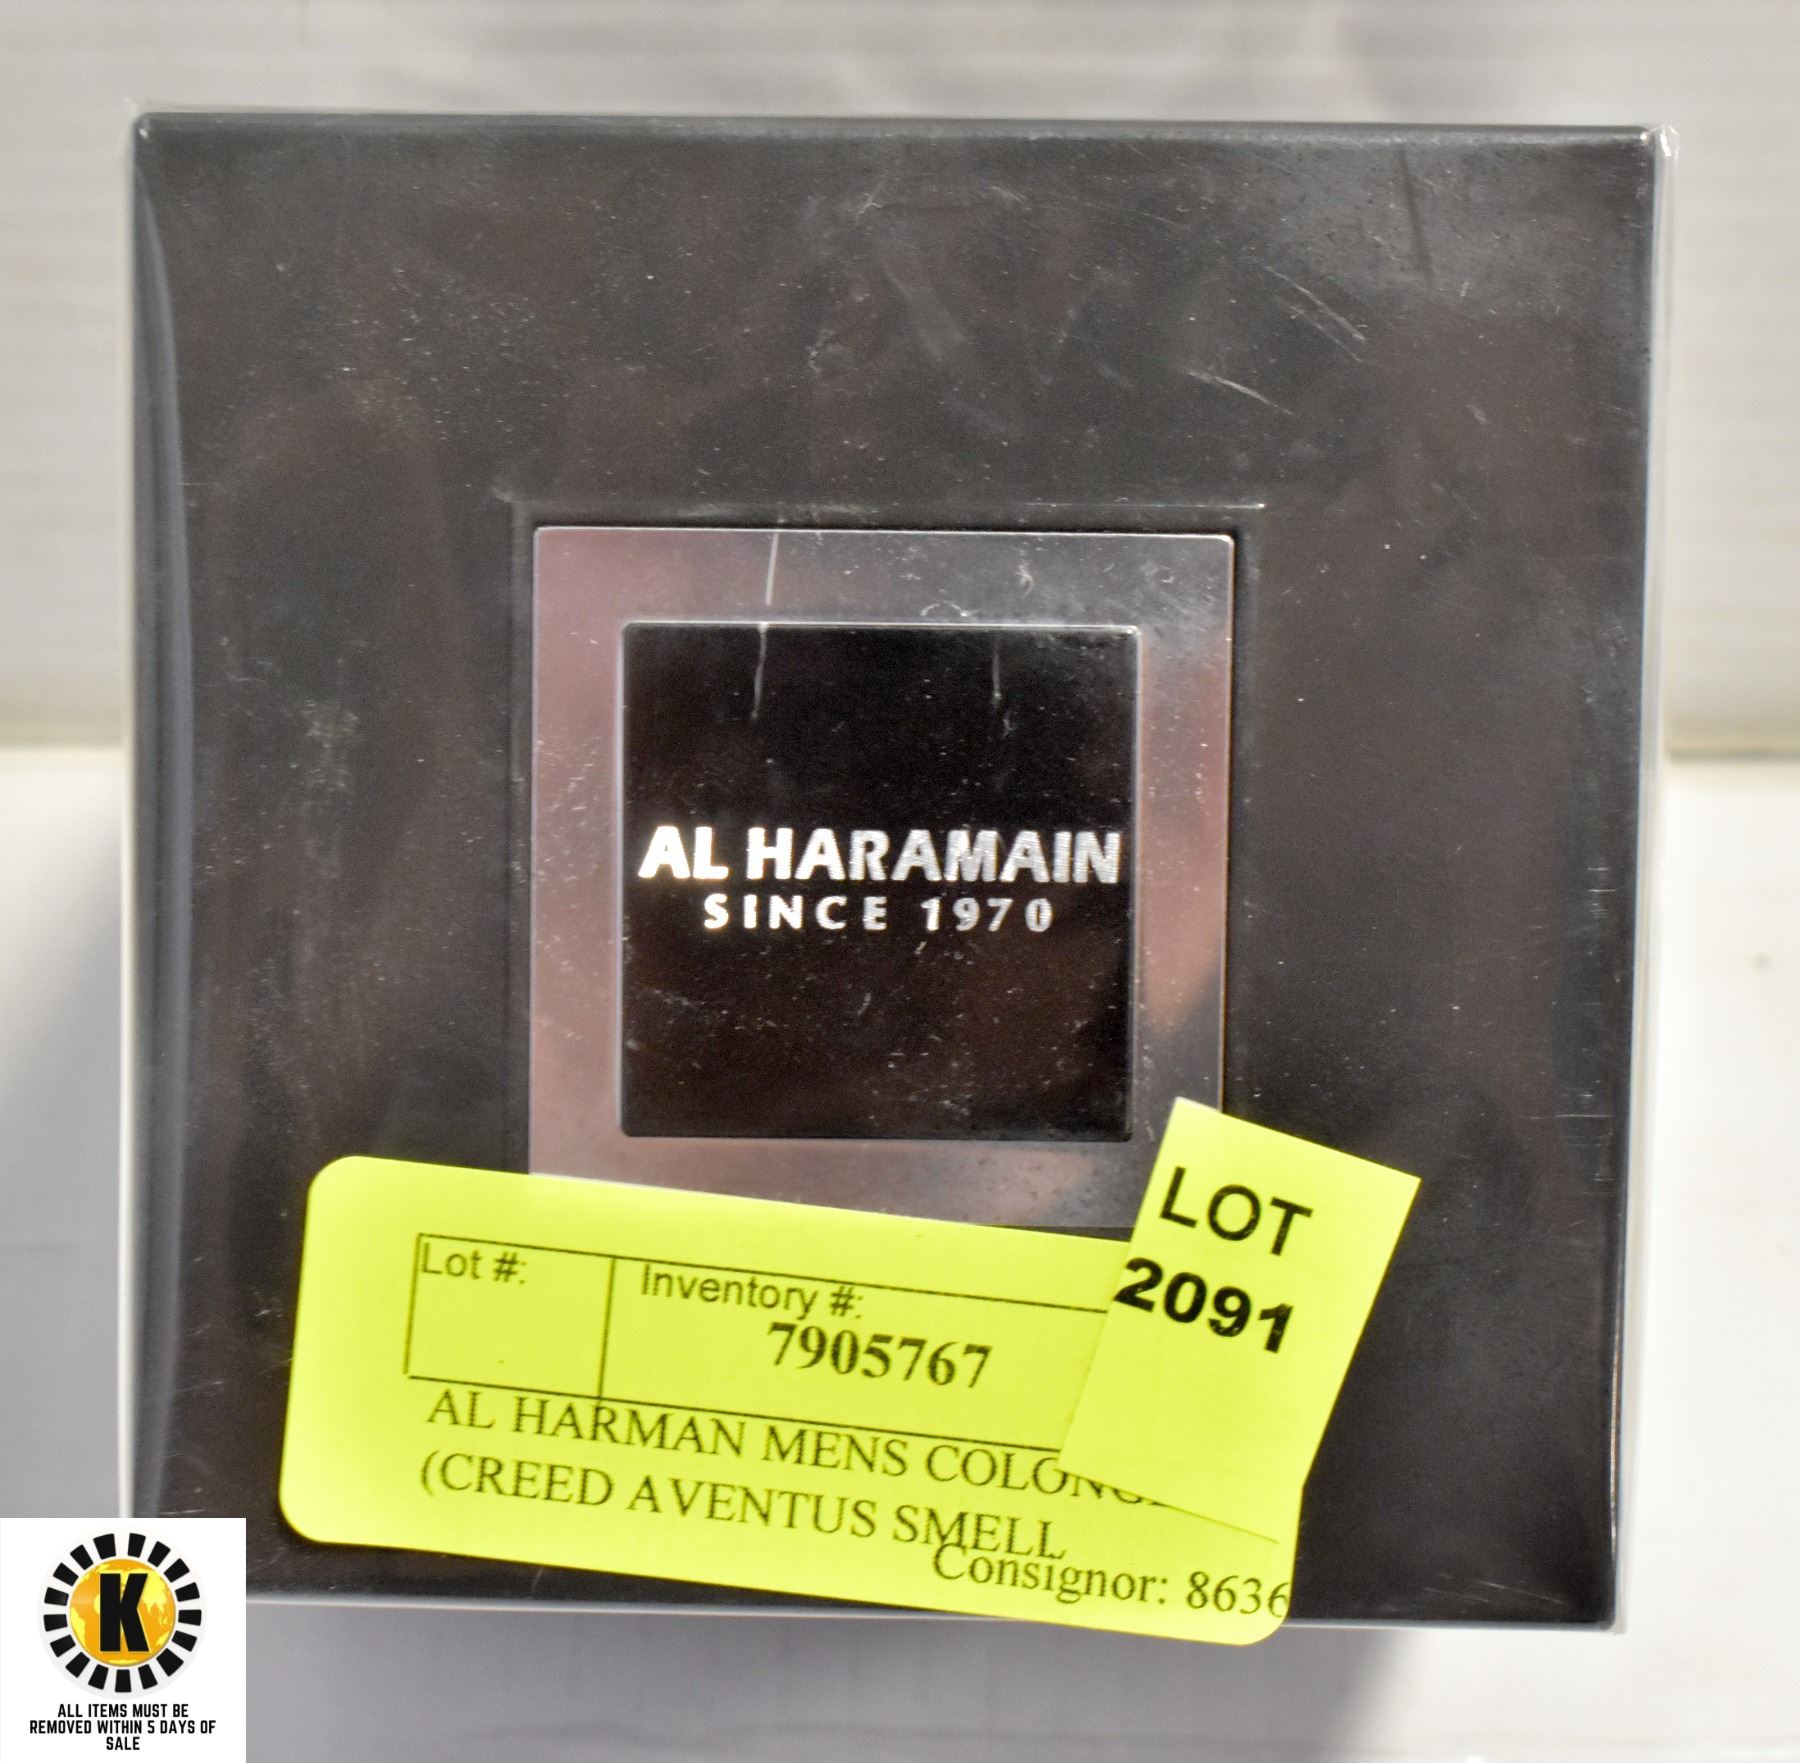 AL HARAMAIN
SINCE 1970
LOT
2091
Lot #:
Inventory #:
7905767
AL HARMAN MENS COLONGE
(CREED AVENTUS SMELL
Consignor: 8636
K
ALL ITEMS MUST BE
REMOVED WITHIN 5 DAYS OF
SALE